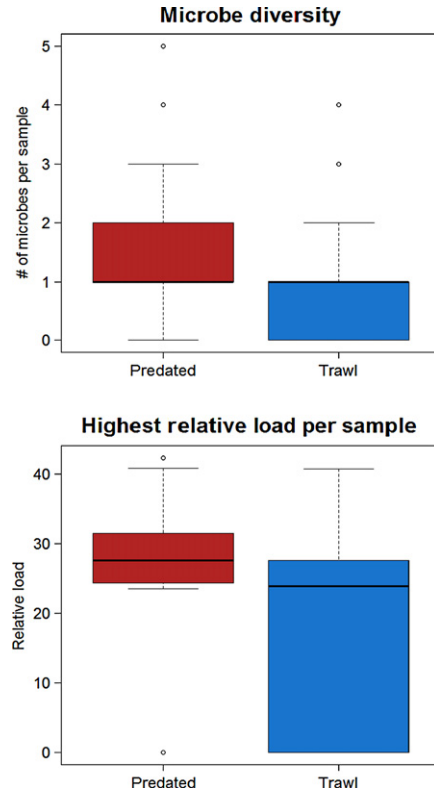 Microbe diversity
# of microbes per sample
5
4
3
2
1
0
Predated Trawl
Highest relative load per sample
Relative load
40
30
20
10
0
Predated Trawl